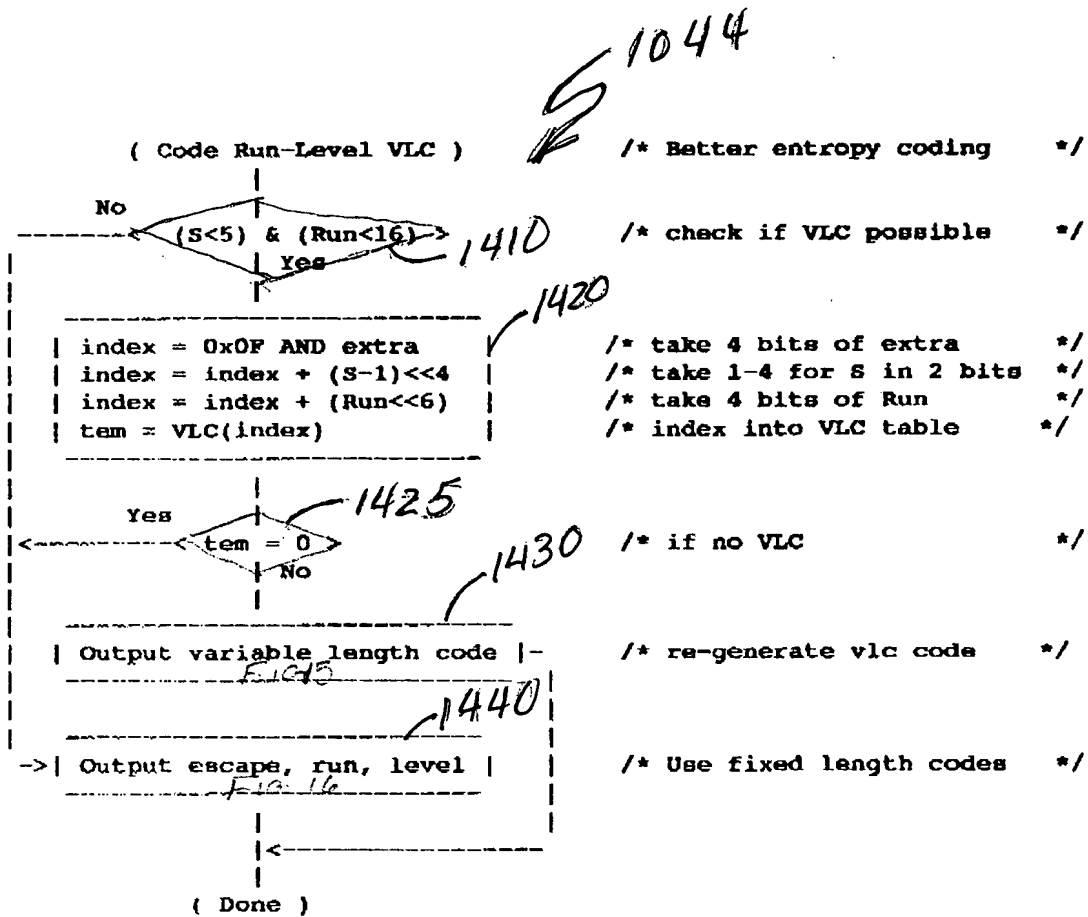 1044
( Code Run-Level VLC ) /* Better entropy coding */
No
(S<5) & (Run<16) /* check if VLC possible */
1410
Yes
1420
index = 0x0F AND extra /* take 4 bits of extra */
index = index + (S-1)<<4 /* take 1-4 for S in 2 bits */
index = index + (Run<<6) /* take 4 bits of Run */
tem = VLC(index) /* index into VLC table */
1425
Yes
tem = 0 /* if no VLC */
No
1430
Output variable length code /* re-generate vlc code */
FIG 15
1440
Output escape, run, level /* Use fixed length codes */
FIG. 16
( Done )